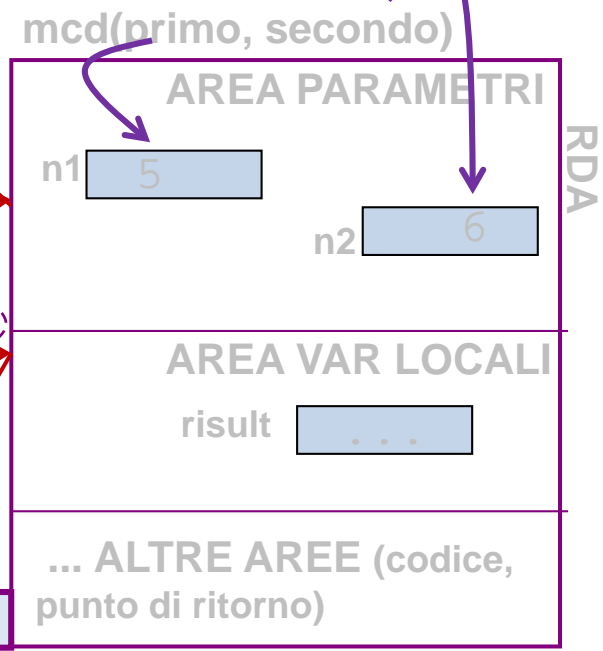 mcd(primo, secondo)
AREA PARAMETRI
RDA
n1 5
n2 6
AREA VAR LOCALI
risult . . .
... ALTRE AREE (codice,
punto di ritorno)